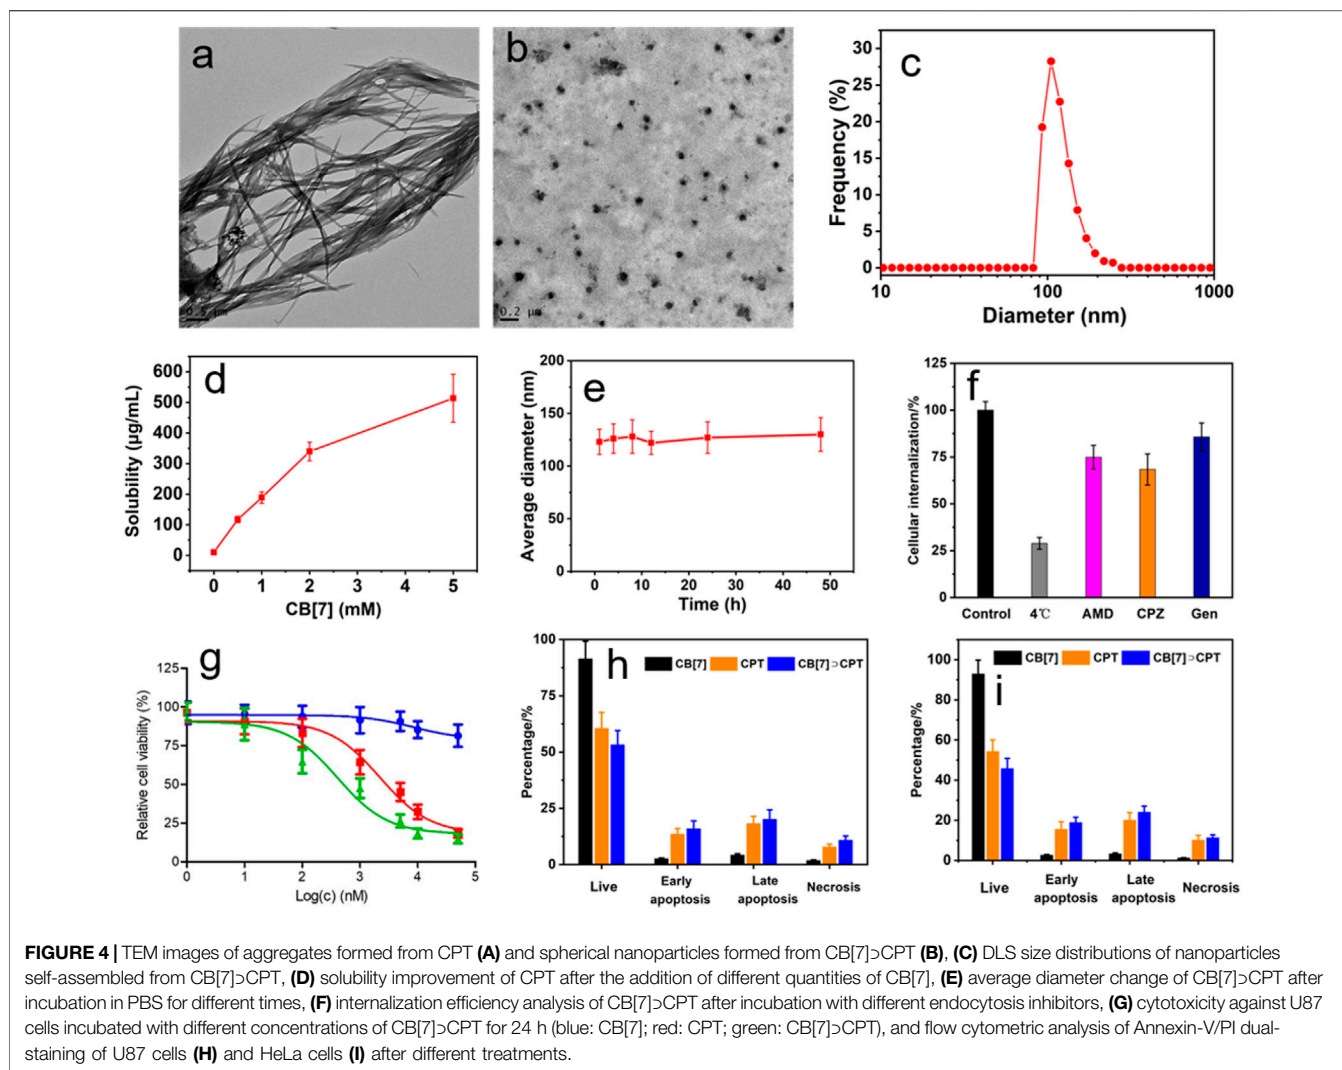 a
0.5 µm
b
0.2 µm
c
Frequency (%)
30
25
20
15
10
5
0
10
100
1000
Diameter (nm)
d
Solubility (µg/mL)
600
500
400
300
200
100
0
0
1
2
3
4
5
CB[7] (mM)
e
Average diameter (nm)
200
150
100
50
0
0
10
20
30
40
50
Time (h)
f
Cellular internalization/%
125
100
75
50
25
0
Control
4℃
AMD
CPZ
Gen
g
Relative cell viability (%)
125
100
75
50
25
0
0
1
2
3
4
5
Log(c) (nM)
h
CB[7]
CPT
CB[7]⊃CPT
Percentage/%
100
75
50
25
0
Live
Early apoptosis
Late apoptosis
Necrosis
i
CB[7]
CPT
CB[7]⊃CPT
Percentage/%
100
80
60
40
20
0
Live
Early apoptosis
Late apoptosis
Necrosis
FIGURE 4 | TEM images of aggregates formed from CPT (A) and spherical nanoparticles formed from CB[7]⊃CPT (B), (C) DLS size distributions of nanoparticles
self-assembled from CB[7]⊃CPT, (D) solubility improvement of CPT after the addition of different quantities of CB[7], (E) average diameter change of CB[7]⊃CPT after
incubation in PBS for different times, (F) internalization efficiency analysis of CB[7]⊃CPT after incubation with different endocytosis inhibitors, (G) cytotoxicity against U87
cells incubated with different concentrations of CB[7]⊃CPT for 24 h (blue: CB[7]; red: CPT; green: CB[7]⊃CPT), and flow cytometric analysis of Annexin-V/PI dual-
staining of U87 cells (H) and HeLa cells (I) after different treatments.